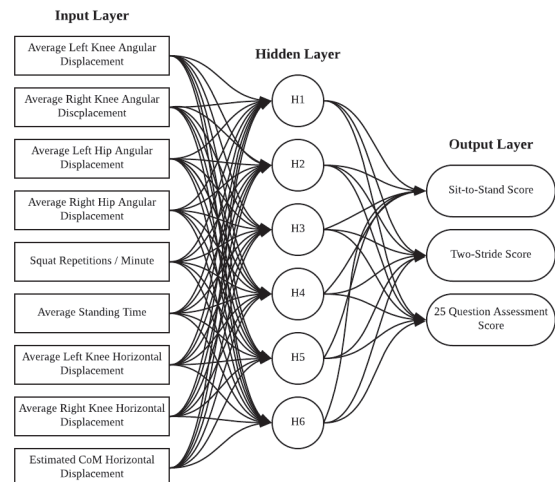 Input Layer
Average Left Knee Angular
Displacement
Average Right Knee Angular
Discplacement
Average Left Hip Angular
Displacement
Average Right Hip Angular
Displacement
Squat Repetitions / Minute
Average Standing Time
Average Left Knee Horizontal
Displacement
Average Right Knee Horizontal
Displacement
Estimated CoM Horizontal
Displacement
Hidden Layer
H1
H2
H3
H4
H5
H6
Output Layer
Sit-to-Stand Score
Two-Stride Score
25 Question Assessment
Score